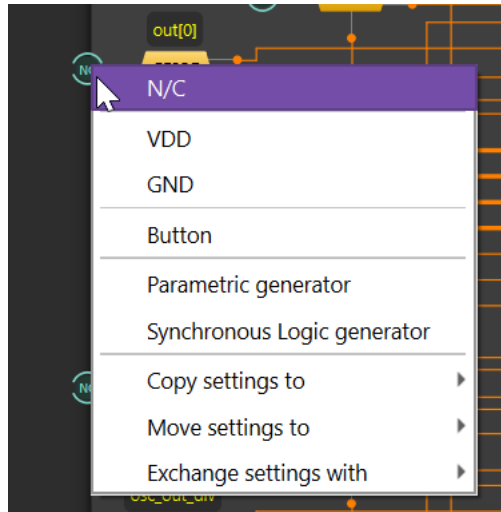 out[0]
N/C
VDD
GND
Button
Parametric generator
Synchronous Logic generator
Copy settings to
Move settings to
Exchange settings with
osc_out_div